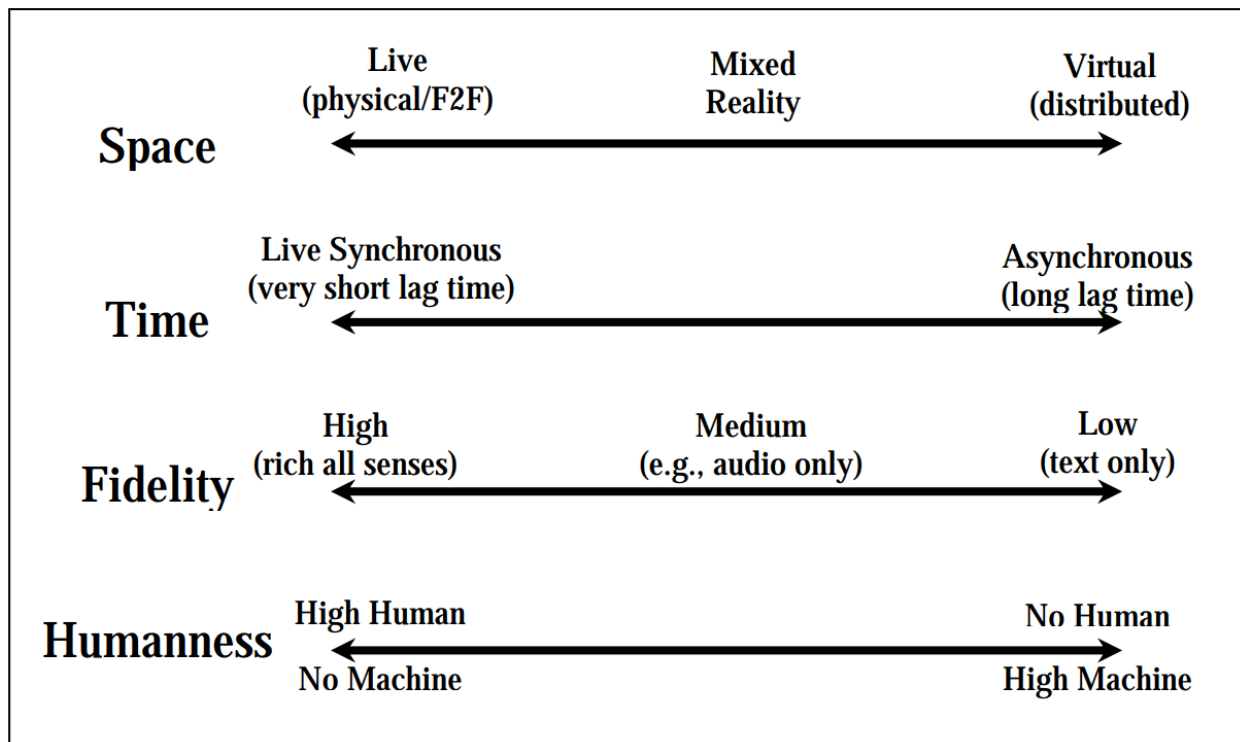 Live
(physical/F2F)
Mixed
Reality
Virtual
(distributed)
Space
Live Synchronous
(very short lag time)
Asynchronous
(long lag time)
Time
High
(rich all senses)
Medium
(e.g., audio only)
Low
(text only)
Fidelity
High Human
No Human
Humanness
No Machine
High Machine